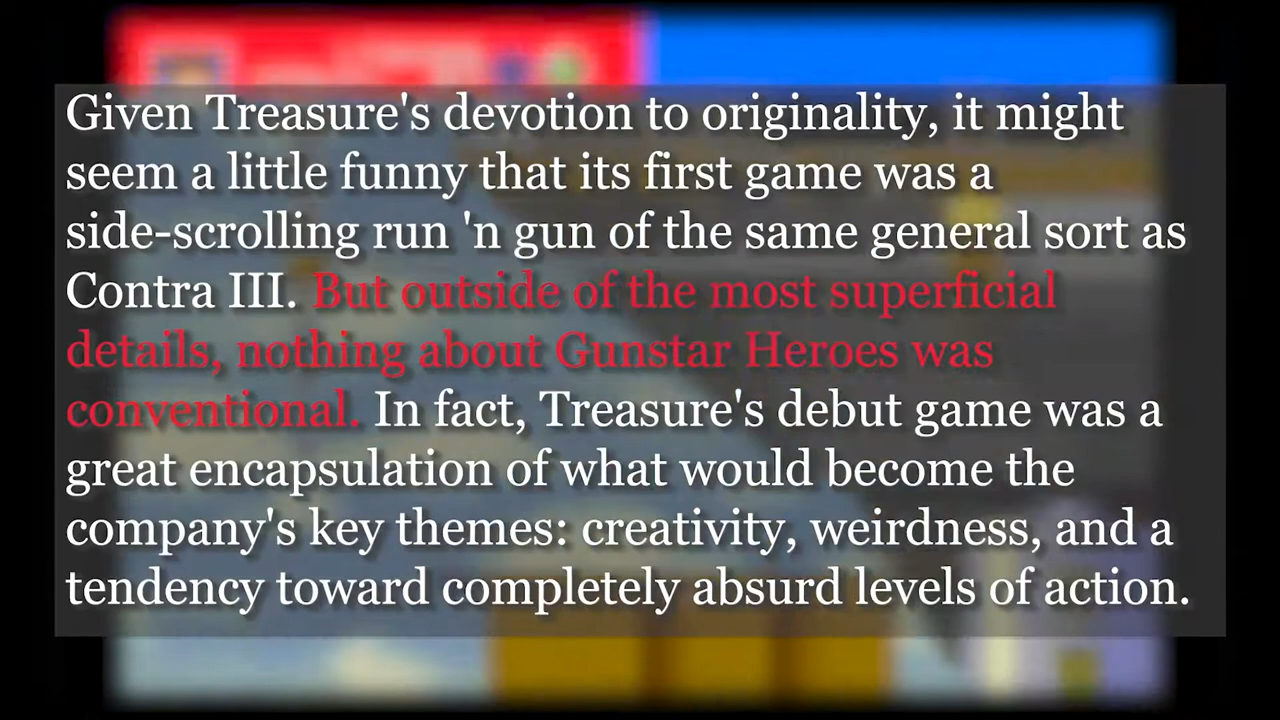 Given Treasure's devotion to originality, it might
seem a little funny that its first game was a
side-scrolling run 'n gun of the same general sort as
Contra III. But outside of the most superficial
details, nothing about Gunstar Heroes was
conventional. In fact, Treasure's debut game was a
great encapsulation of what would become the
company's key themes: creativity, weirdness, and a
tendency toward completely absurd levels of action.